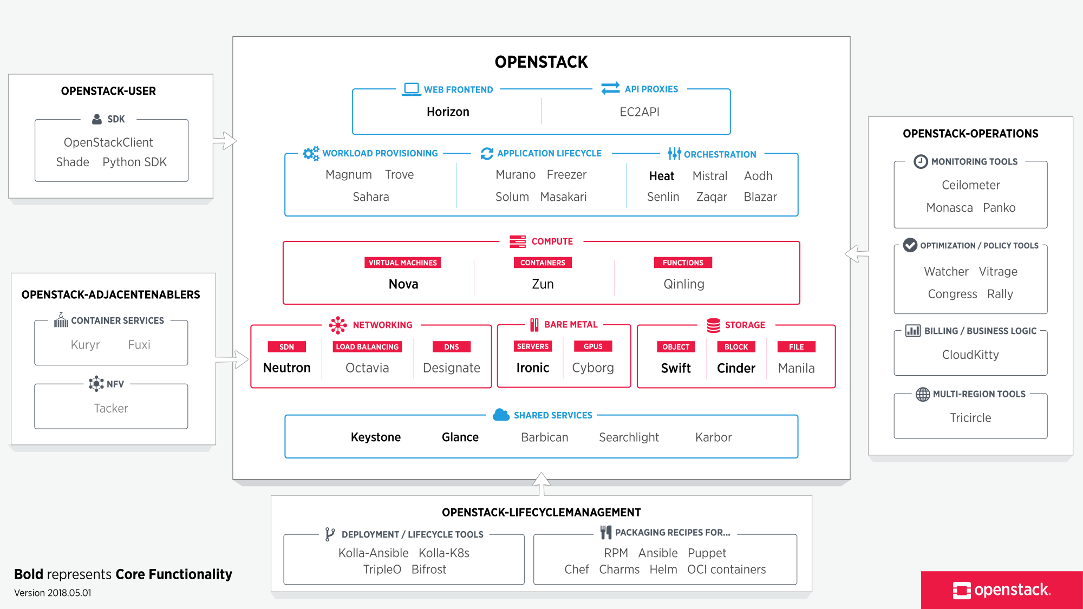 OPENSTACK
WEB FRONTEND
Horizon
API PROXIES
EC2API
WORKLOAD PROVISIONING
Magnum Trove
Sahara
APPLICATION LIFECYCLE
Murano Freezer
Solum Masakari
ORCHESTRATION
Heat Mistral Aodh
Senlin Zaqar Blazar
COMPUTE
VIRTUAL MACHINES
Nova
CONTAINERS
Zun
FUNCTIONS
Qinling
NETWORKING
SDN
Neutron
LOAD BALANCING
Octavia
DNS
Designate
BARE METAL
SERVERS
Ironic
GPUS
Cyborg
STORAGE
OBJECT
Swift
BLOCK
Cinder
FILE
Manila
SHARED SERVICES
Keystone Glance Barbican Searchlight Karbor
OPENSTACK-USER
SDK
OpenStackClient
Shade Python SDK
OPENSTACK-ADJACENTENABLERS
CONTAINER SERVICES
Kuryr Fuxi
NFV
Tacker
OPENSTACK-OPERATIONS
MONITORING TOOLS
Ceilometer
Monasca Panko
OPTIMIZATION / POLICY TOOLS
Watcher Vitrage
Congress Rally
BILLING / BUSINESS LOGIC
CloudKitty
MULTI-REGION TOOLS
Tricircle
OPENSTACK-LIFECYCLEMANAGEMENT
DEPLOYMENT / LIFECYCLE TOOLS
Kolla-Ansible Kolla-K8s
TripleO Bifrost
PACKAGING RECIPES FOR...
RPM Ansible Puppet
Chef Charms Helm OCI containers
Bold represents Core Functionality
Version 2018.05.01
openstack.